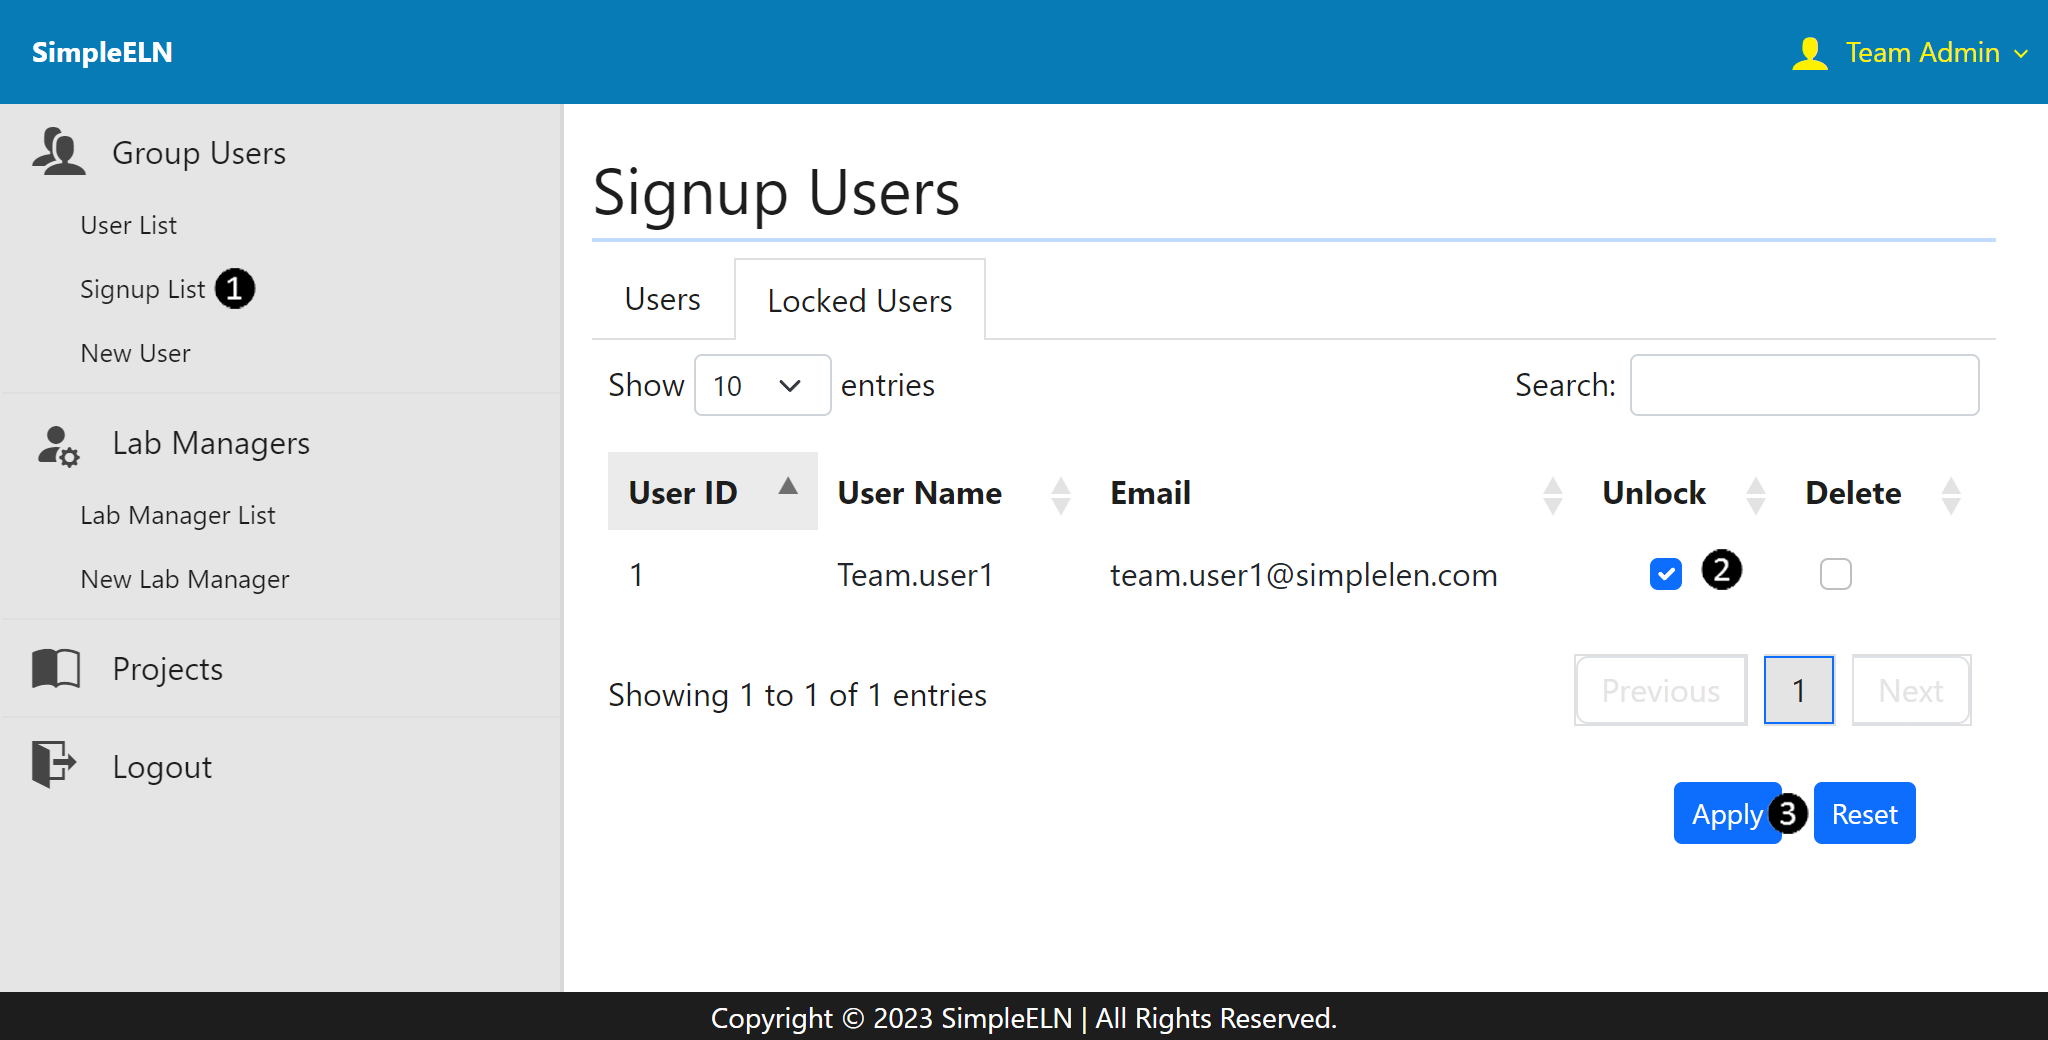 SimpleELN
Team Admin
Group Users
User List
Signup List 1
New User
Lab Managers
Lab Manager List
New Lab Manager
Projects
Logout
Signup Users
Users Locked Users
Show 10 entries Search:
User ID User Name Email Unlock Delete
1 Team.user1 team.user1@simplelen.com 2
Showing 1 to 1 of 1 entries Previous 1 Next
Apply 3 Reset
Copyright © 2023 SimpleELN | All Rights Reserved.